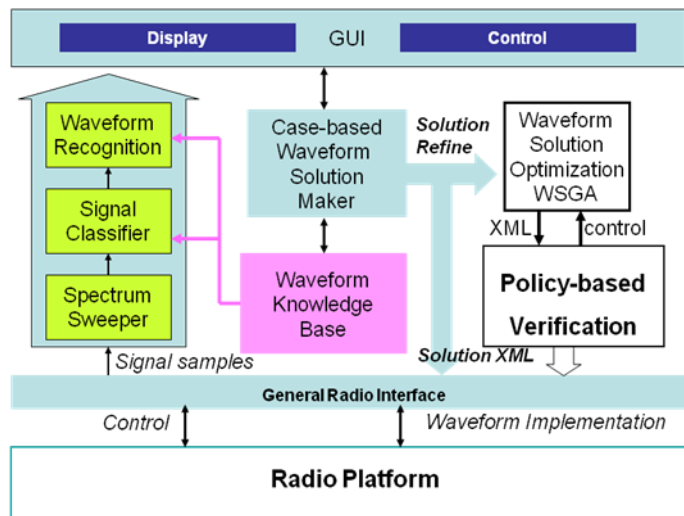 Display
GUI
Control
Waveform
Recognition
Signal
Classifier
Spectrum
Sweeper
Signal samples
Case-based
Waveform
Solution
Maker
Waveform
Knowledge
Base
Solution
Refine
Waveform
Solution
Optimization
WSGA
XML
control
Policy-based
Verification
Solution XML
General Radio Interface
Control
Waveform Implementation
Radio Platform